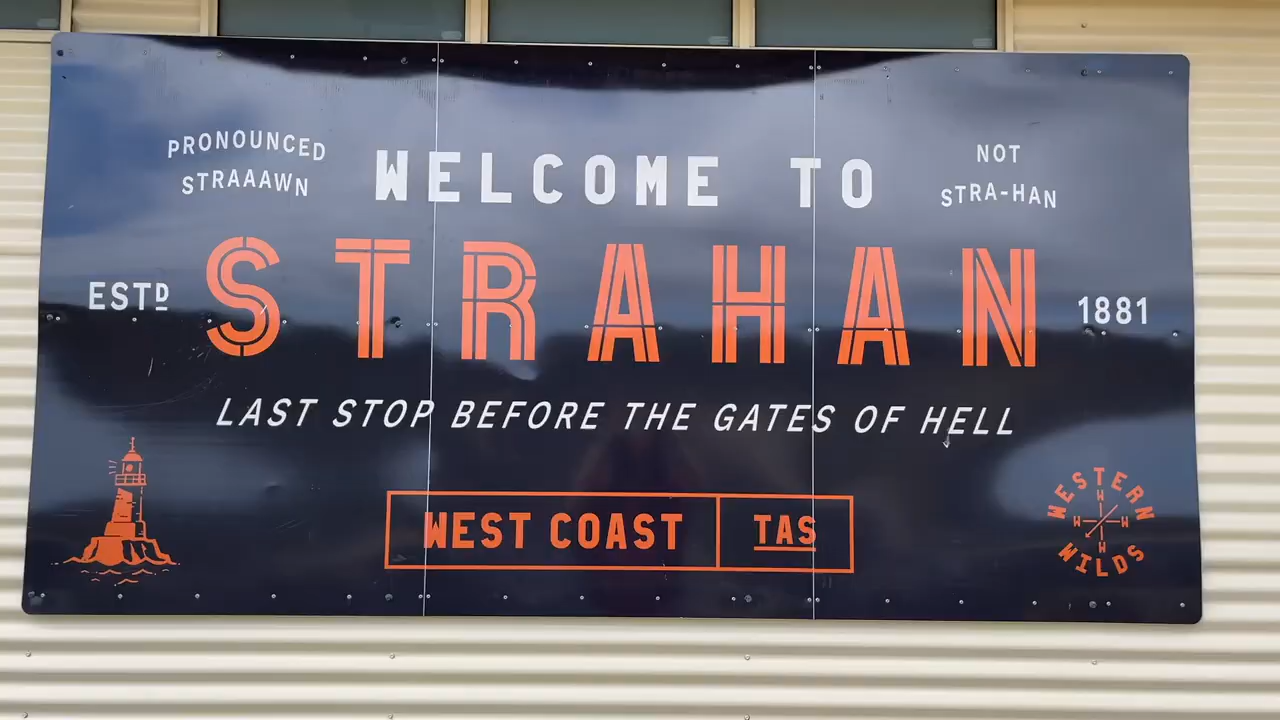 PRONOUNCED
STRAAAWN
WELCOME TO
NOT
STRA-HAN
ESTD
STRAHAN
1881
LAST STOP BEFORE THE GATES OF HELL
WEST COAST
TAS
WESTERN
W
W W
W
WILDS